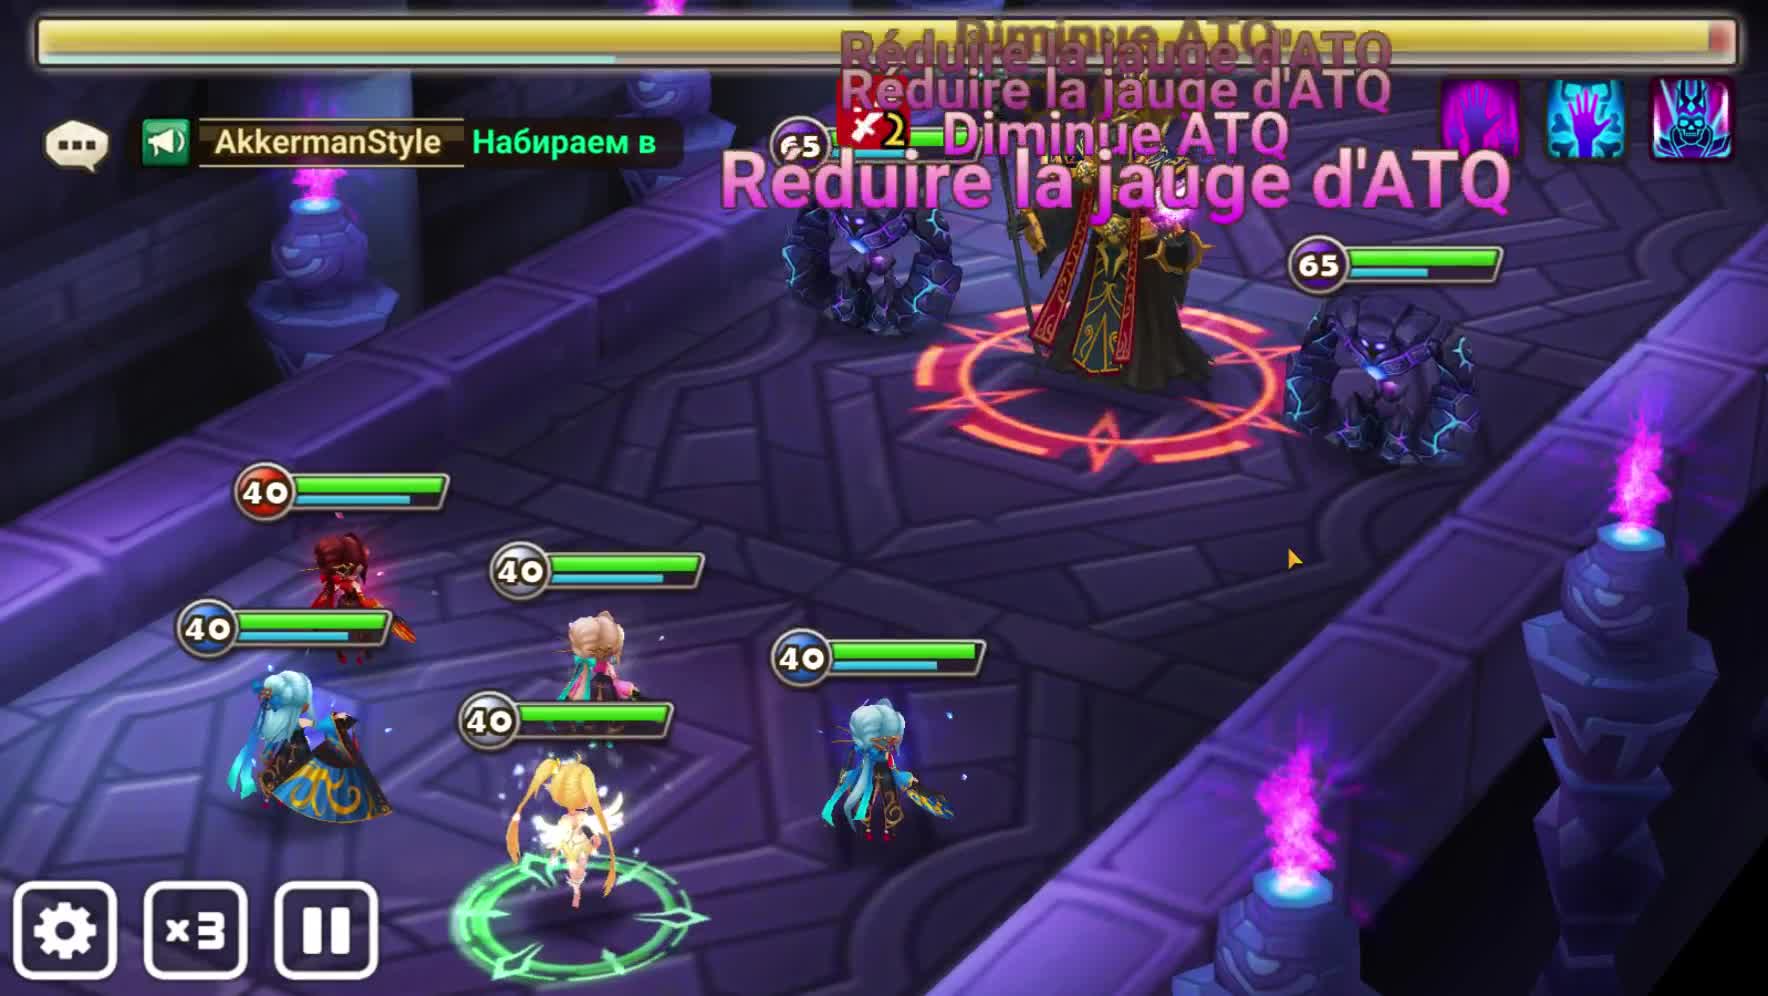 Diminue ATQ
Réduire la jauge d'ATQ
Réduire la jauge d'ATQ
Diminue ATQ
Réduire la jauge d'ATQ
AkkermanStyle Набираем в
2
65
65
40
40
40
40
40
x3